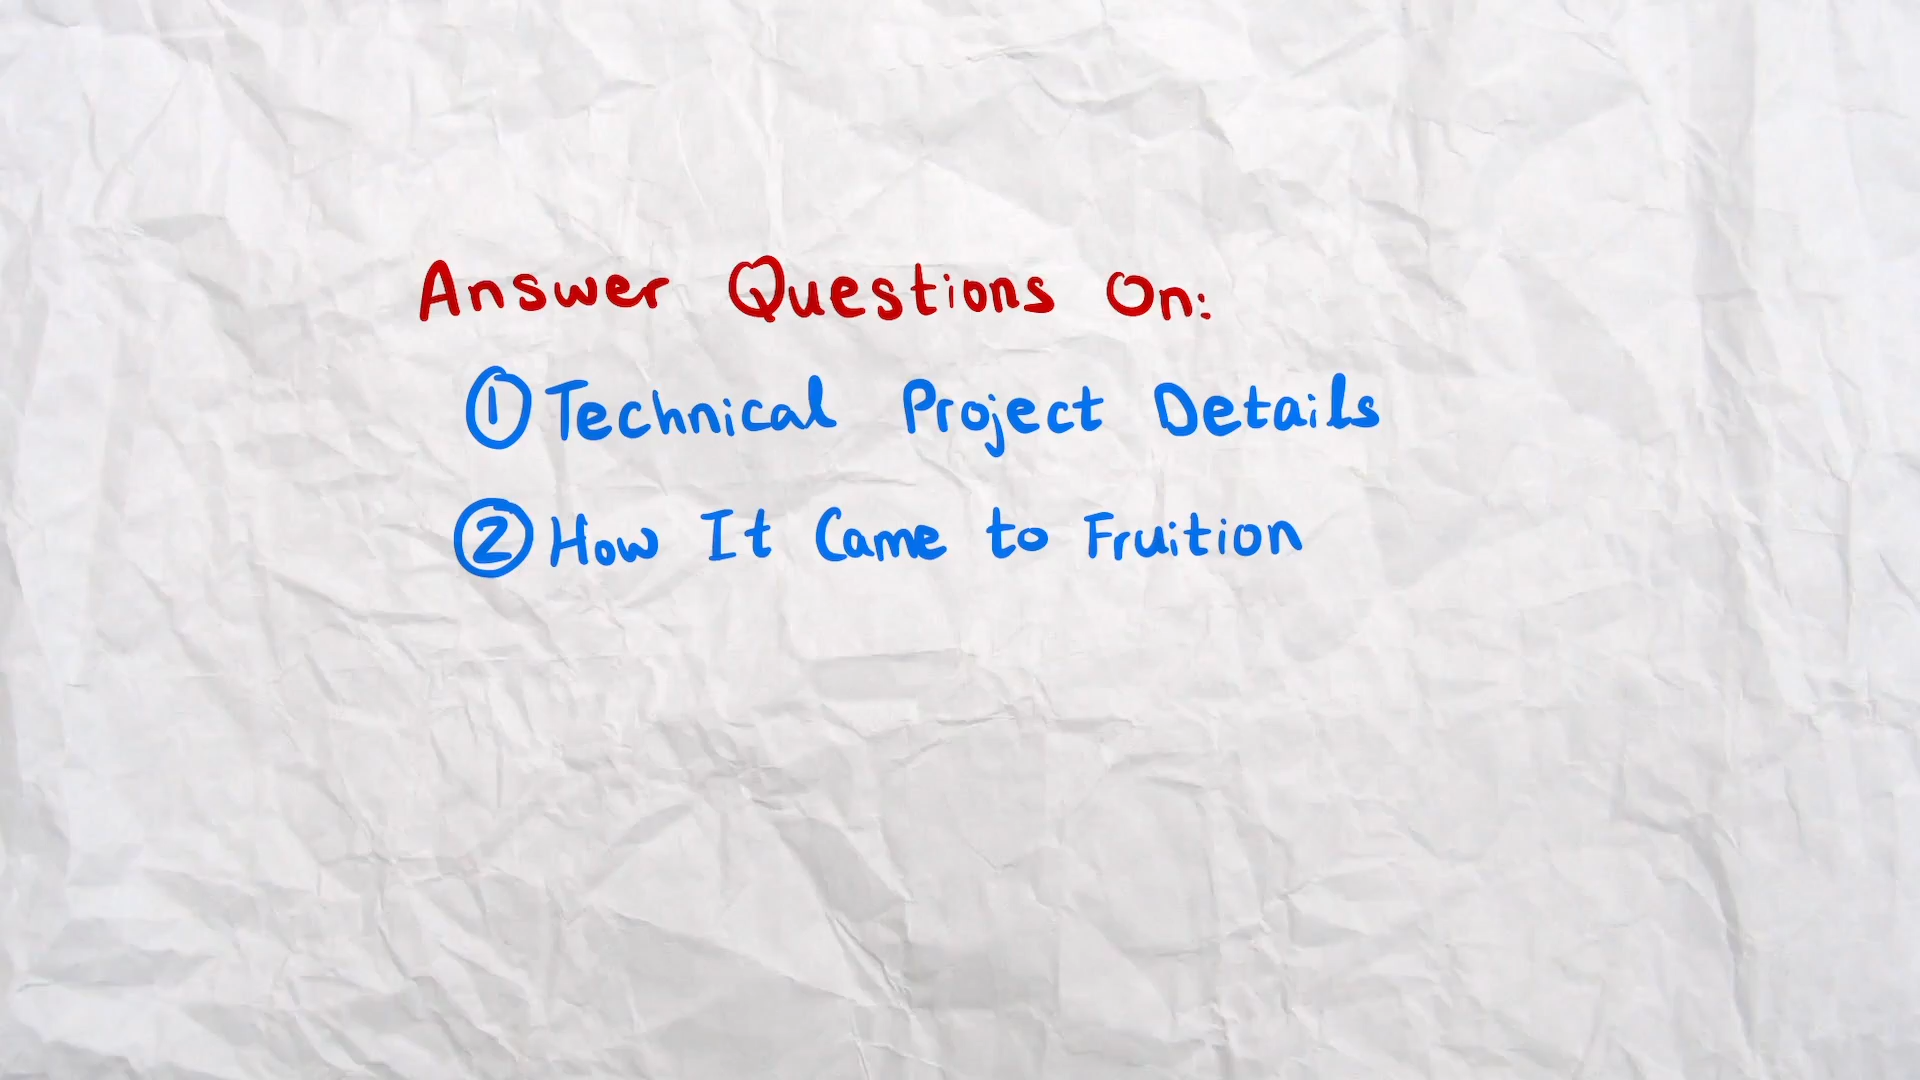 Answer Questions On:
① Technical Project Details
② How It Came to Fruition